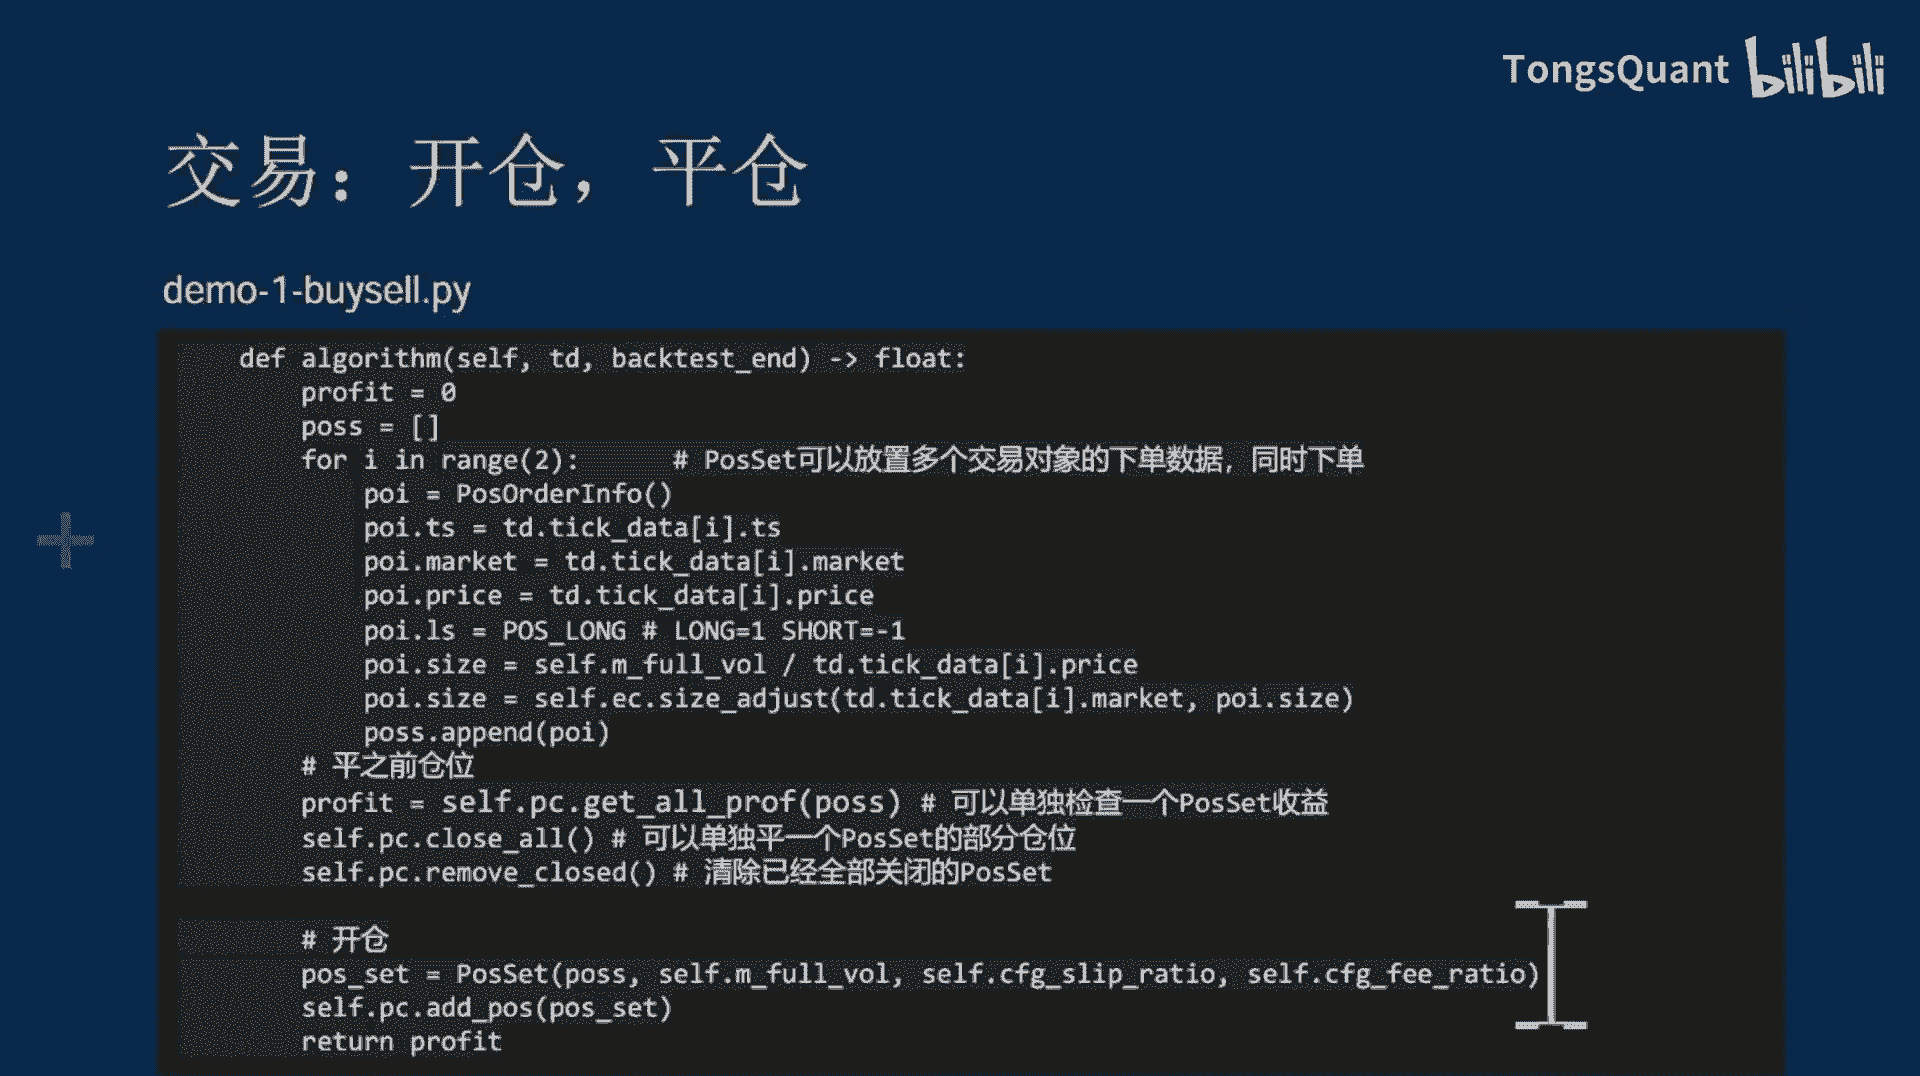 TongsQuant bilibili
交易：开仓，平仓
demo-1-buysell.py
def algorithm(self, td, backtest_end) -> float:
profit = 0
poss = []
for i in range(2):      # PosSet可以放置多个交易对象的下单数据，同时下单
poi = PosOrderInfo()
poi.ts = td.tick_data[i].ts
poi.market = td.tick_data[i].market
poi.price = td.tick_data[i].price
poi.ls = POS_LONG # LONG=1 SHORT=-1
poi.size = self.m_full_vol / td.tick_data[i].price
poi.size = self.ec.size_adjust(td.tick_data[i].market, poi.size)
poss.append(poi)
# 平之前仓位
profit = self.pc.get_all_prof(poss) # 可以单独检查一个PosSet收益
self.pc.close_all() # 可以单独平一个PosSet的部分仓位
self.pc.remove_closed() # 清除已经全部关闭的PosSet
# 开仓
pos_set = PosSet(poss, self.m_full_vol, self.cfg_slip_ratio, self.cfg_fee_ratio)
self.pc.add_pos(pos_set)
return profit